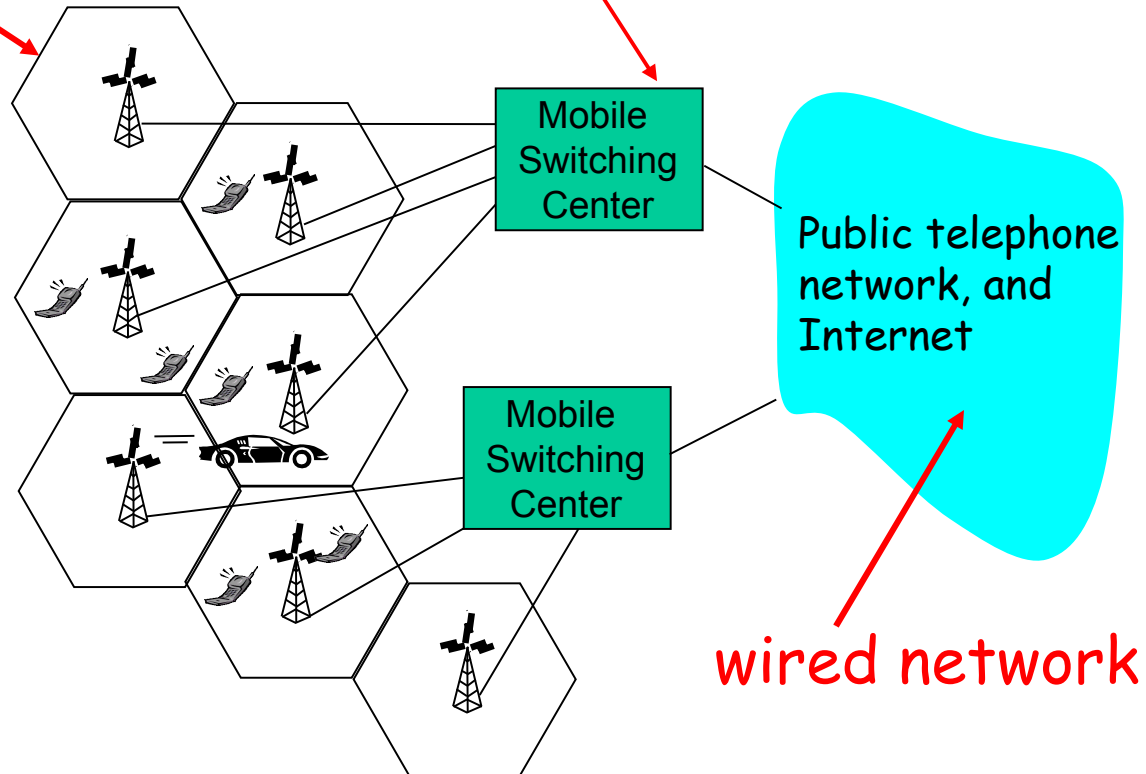 Mobile
Switching
Center
Public telephone
network, and
Internet
Mobile
Switching
Center
wired network